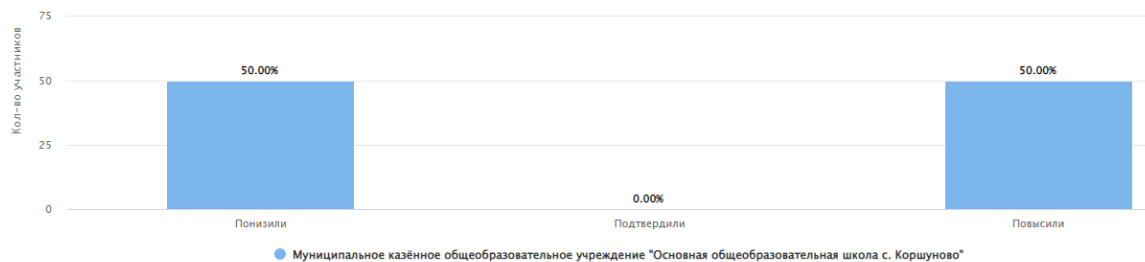 75
50.00%
50.00%
50
Кол-во участников
25
0.00%
0
Понизили
Подтвердили
Повысили
Муниципальное казённое общеобразовательное учреждение "Основная общеобразовательная школа с. Коршуново"